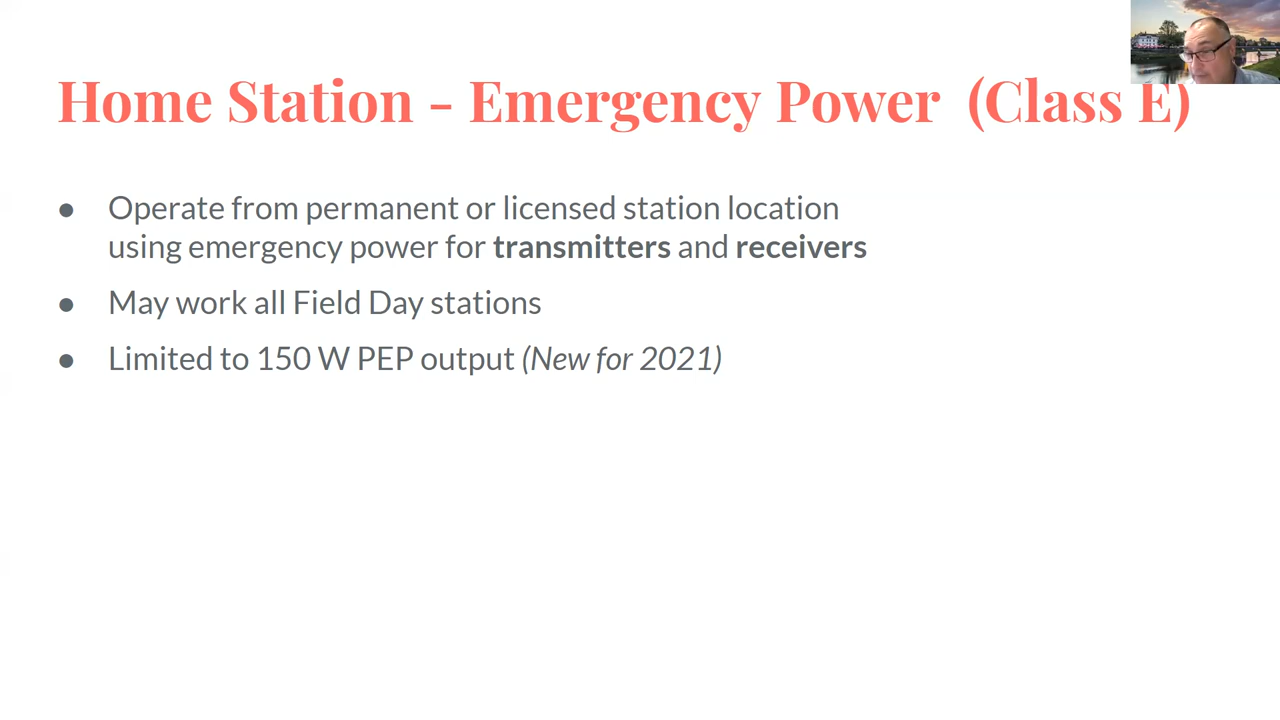 Home Station - Emergency Power (Class E)
● Operate from permanent or licensed station location
using emergency power for transmitters and receivers
● May work all Field Day stations
● Limited to 150 W PEP output (New for 2021)